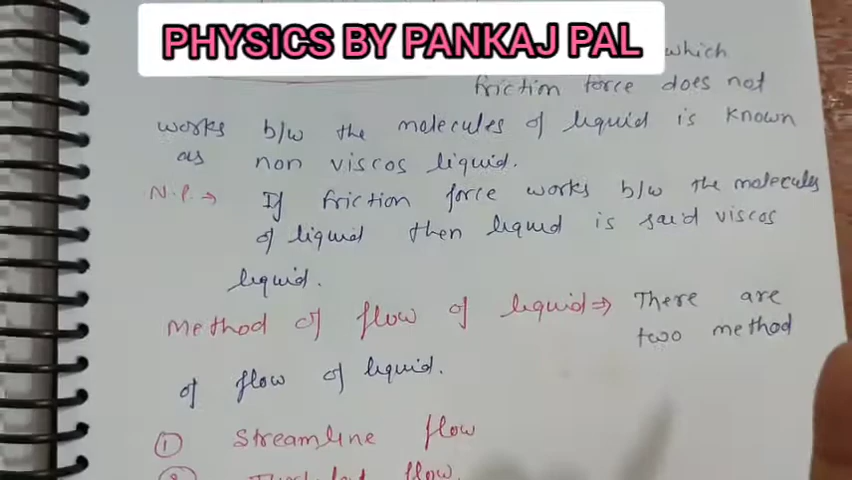 PHYSICS BY PANKAJ PAL
which
friction force does not
works b/w the molecules of liquid is known
as non viscos liquid.
N.P. → If friction force works b/w the molecules
of liquid then liquid is said viscos
liquid.
Method of flow of liquid ⇒ There are
two method
of flow of liquid.
① Streamline flow
② flow.